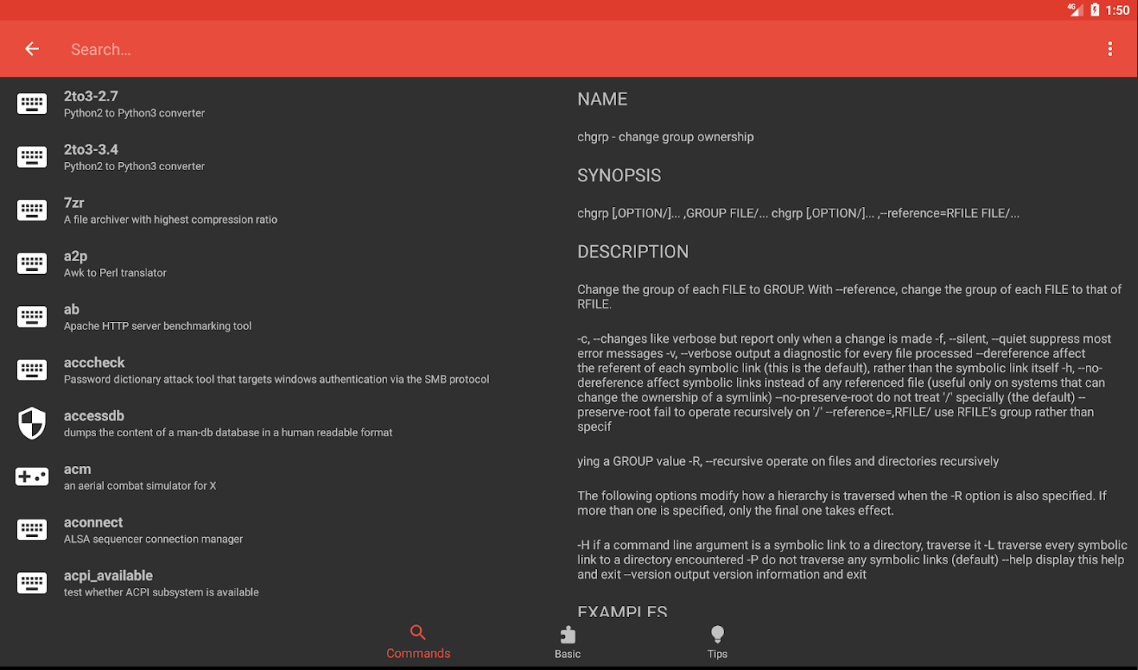 4G 1:50
Search...
2to3-2.7
Python2 to Python3 converter
2to3-3.4
Python2 to Python3 converter
7zr
A file archiver with highest compression ratio
a2p
Awk to Perl translator
ab
Apache HTTP server benchmarking tool
acccheck
Password dictionary attack tool that targets windows authentication via the SMB protocol
accessdb
dumps the content of a man-db database in a human readable format
acm
an aerial combat simulator for X
aconnect
ALSA sequencer connection manager
acpi_available
test whether ACPI subsystem is available
NAME
chgrp - change group ownership
SYNOPSIS
chgrp [,OPTION/]... ,GROUP FILE/... chgrp [,OPTION/]... ,--reference=RFILE FILE/...
DESCRIPTION
Change the group of each FILE to GROUP. With --reference, change the group of each FILE to that of
RFILE.
-c, --changes like verbose but report only when a change is made -f, --silent, --quiet suppress most
error messages -v, --verbose output a diagnostic for every file processed --dereference affect
the referent of each symbolic link (this is the default), rather than the symbolic link itself -h, --no-
dereference affect symbolic links instead of any referenced file (useful only on systems that can
change the ownership of a symlink) --no-preserve-root do not treat '/' specially (the default) --
preserve-root fail to operate recursively on '/' --reference=,RFILE/ use RFILE's group rather than
specif
ying a GROUP value -R, --recursive operate on files and directories recursively
The following options modify how a hierarchy is traversed when the -R option is also specified. If
more than one is specified, only the final one takes effect.
-H if a command line argument is a symbolic link to a directory, traverse it -L traverse every symbolic
link to a directory encountered -P do not traverse any symbolic links (default) --help display this help
and exit --version output version information and exit
EXAMPLES
Commands
Basic
Tips